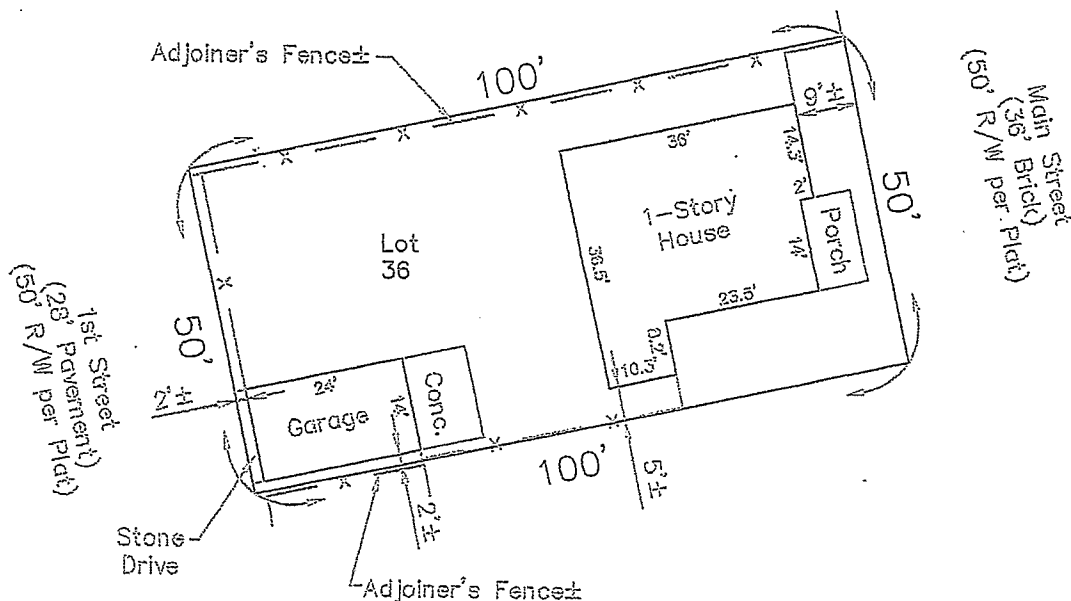 Adjoiner's Fence±
100'
Main Street
(36' Brick)
(50' R/W per Plat)
9'±
36'
14.3'
2'
50'
1-Story
House
Porch
14'
Lot
36
36.5'
23.5'
8.2'
10.3'
1st Street
(28' Pavement)
(50' R/W per Plat)
50'
2'±
24'
Garage
14'
Conc.
100'
5'±
2'±
Stone
Drive
Adjoiner's Fence±